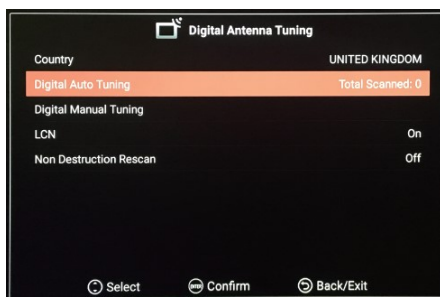 Digital Antenna Tuning
Country UNITED KINGDOM
Digital Auto Tuning Total Scanned: 0
Digital Manual Tuning
LCN On
Non Destruction Rescan Off
Select ENTER Confirm Back/Exit